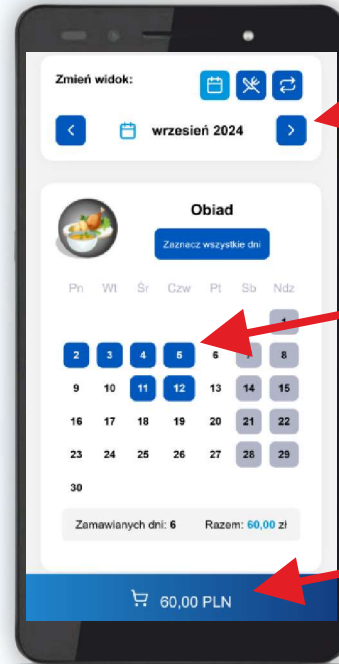 Zmień widok:
wrzesień 2024
Obiad
Zaznacz wszystkie dni
Pn Wt Śr Czw Pt Sb Ndz
1
2 3 4 5 6 7 8
9 10 11 12 13 14 15
16 17 18 19 20 21 22
23 24 25 26 27 28 29
30
Zamawianych dni: 6 Razem: 60,00 zł
60,00 PLN